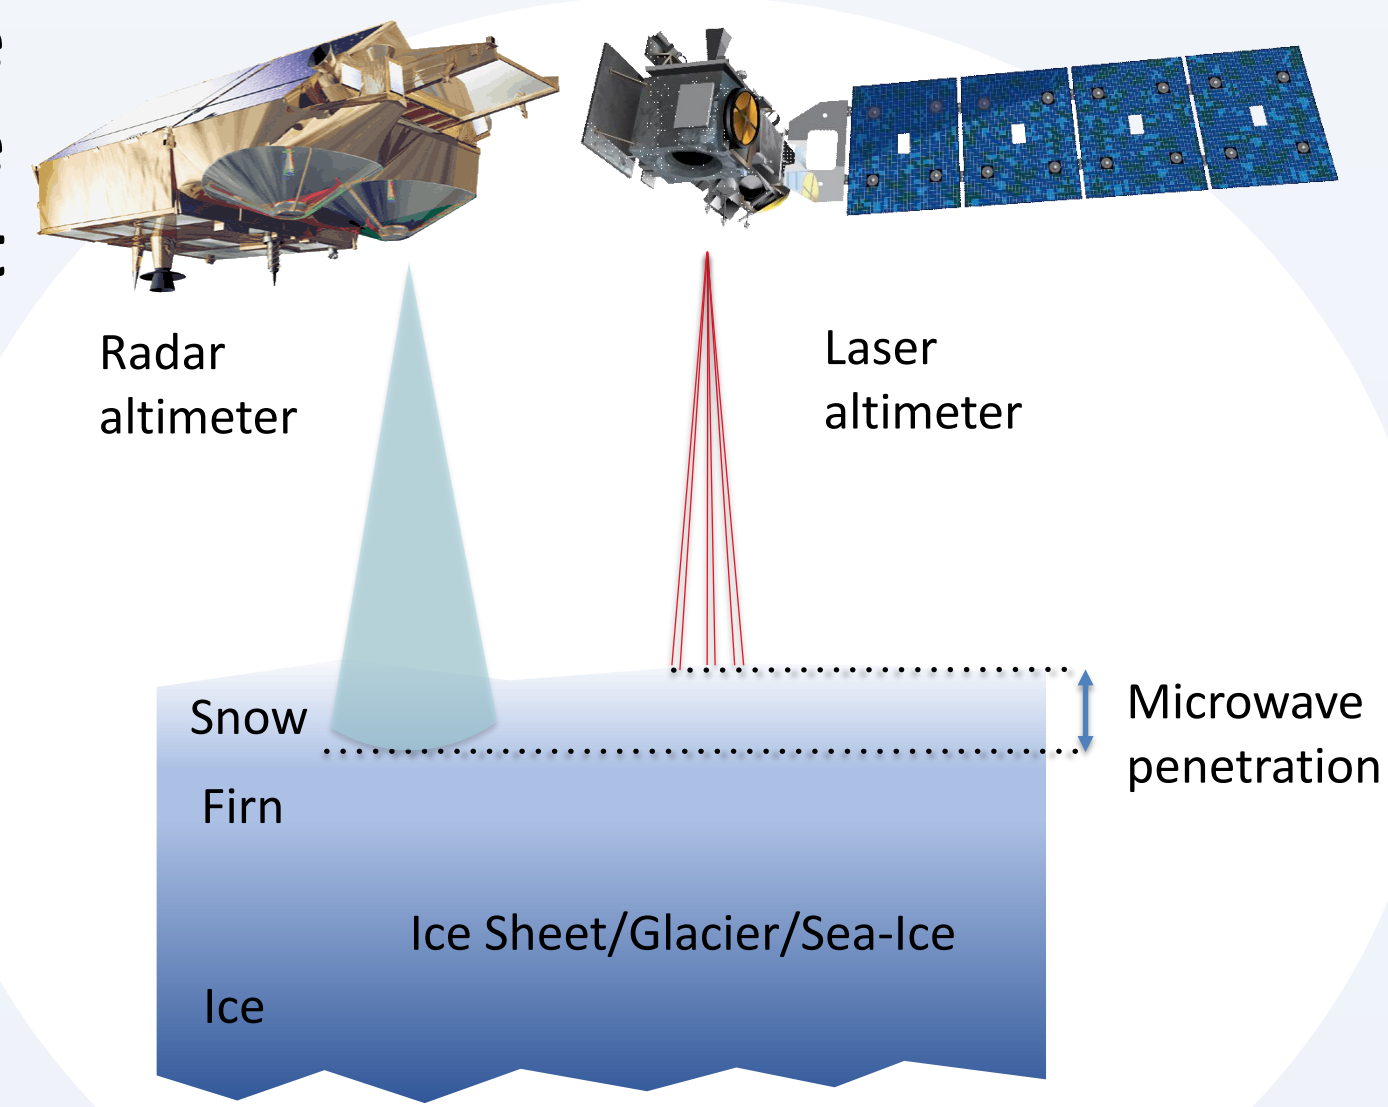 Radar
altimeter
Laser
altimeter
Snow
Microwave
penetration
Firn
Ice Sheet/Glacier/Sea-Ice
Ice